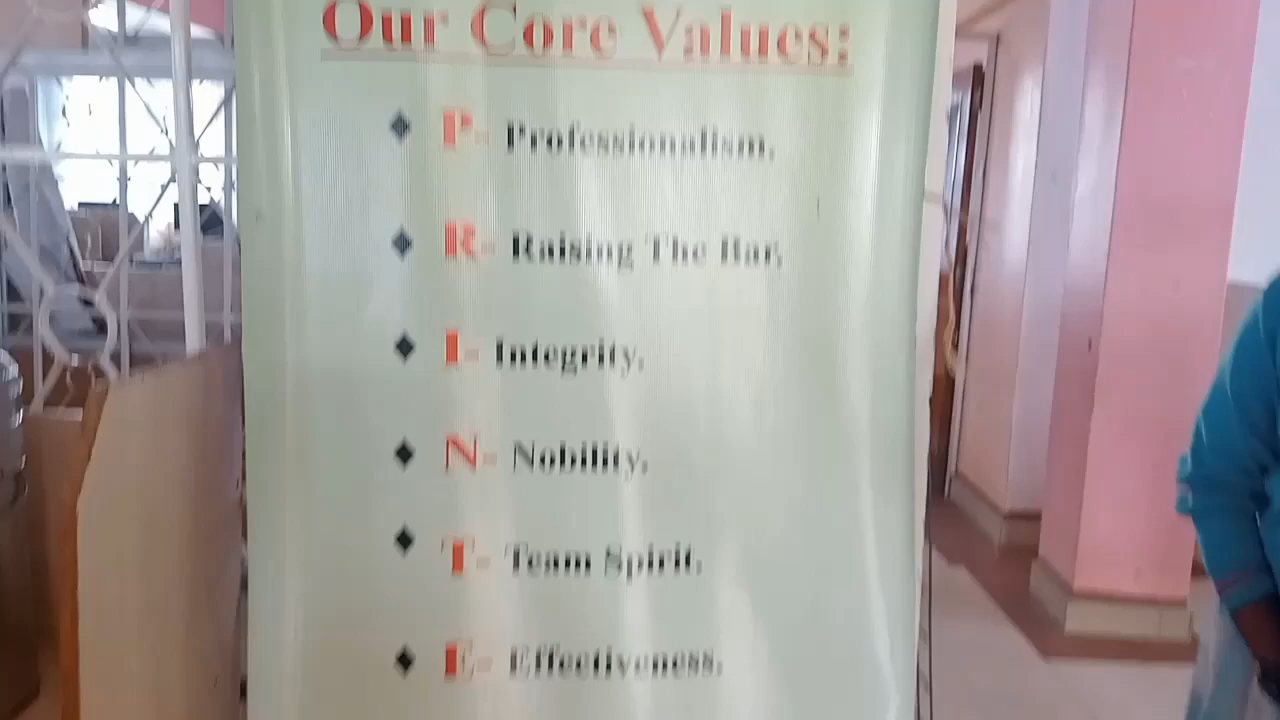 Our Core Values:
◆ P- Professionalism,
◆ R- Raising The Bar,
◆ I- Integrity,
◆ N- Nobility,
◆ T- Team Spirit,
◆ E- Effectiveness,